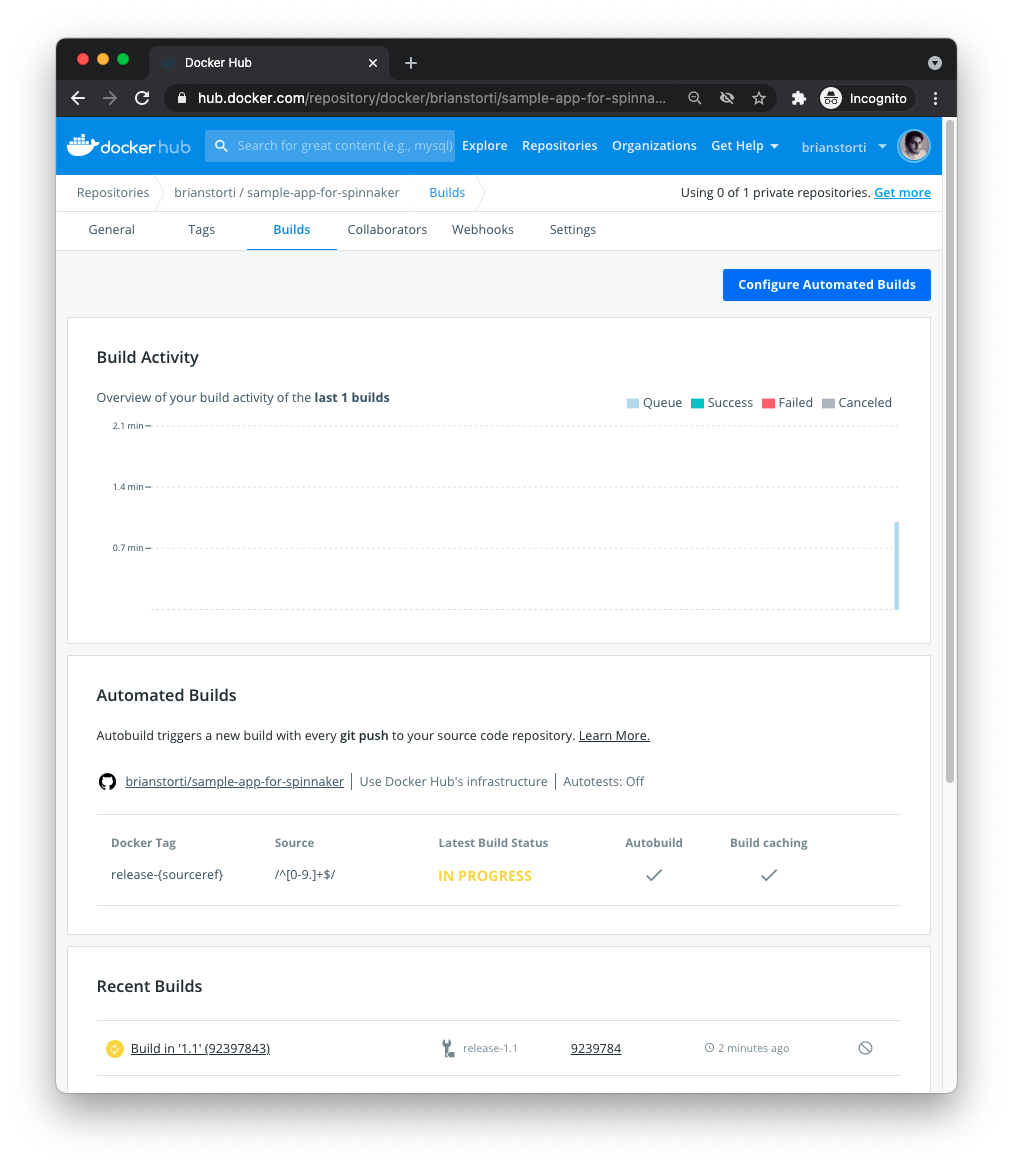 Docker Hub
hub.docker.com/repository/docker/brianstorti/sample-app-for-spinna...
Incognito
dockerhub
Search for great content (e.g., mysql)
Explore
Repositories
Organizations
Get Help
brianstorti
Repositories
brianstorti / sample-app-for-spinnaker
Builds
Using 0 of 1 private repositories. Get more
General
Tags
Builds
Collaborators
Webhooks
Settings
Configure Automated Builds
Build Activity
Overview of your build activity of the last 1 builds
Queue
Success
Failed
Canceled
2.1 min
1.4 min
0.7 min
Automated Builds
Autobuild triggers a new build with every git push to your source code repository. Learn More.
brianstorti/sample-app-for-spinnaker
Use Docker Hub's infrastructure
Autotests: Off
Docker Tag
Source
Latest Build Status
Autobuild
Build caching
release-{sourceref}
/^[0-9.]+$/
IN PROGRESS
Recent Builds
Build in '1.1' (92397843)
release-1.1
9239784
2 minutes ago